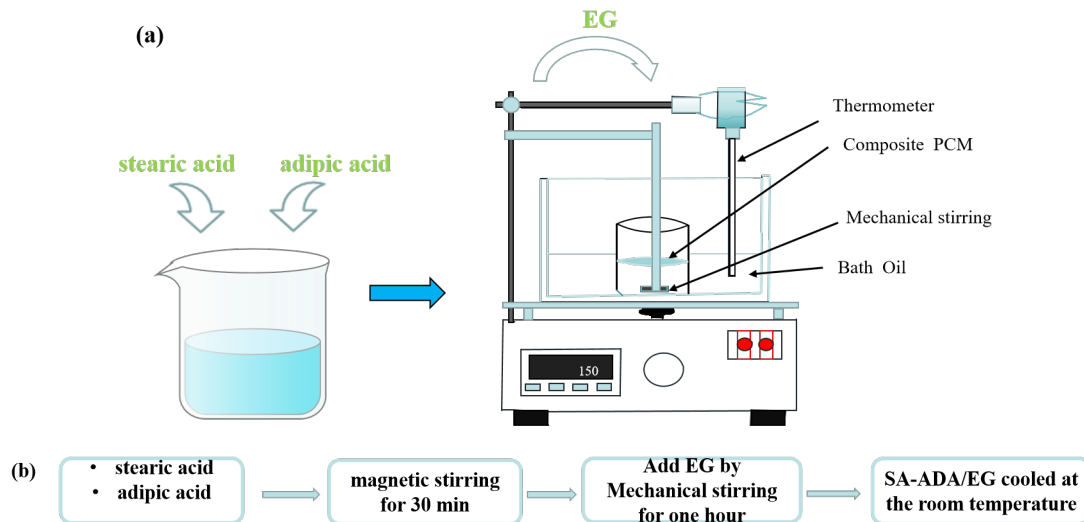 (a)
EG
stearic acid
adipic acid
Thermometer
Composite PCM
Mechanical stirring
Bath Oil
150
(b)
• stearic acid
• adipic acid
magnetic stirring
for 30 min
Add EG by
Mechanical stirring
for one hour
SA-ADA/EG cooled at
the room temperature